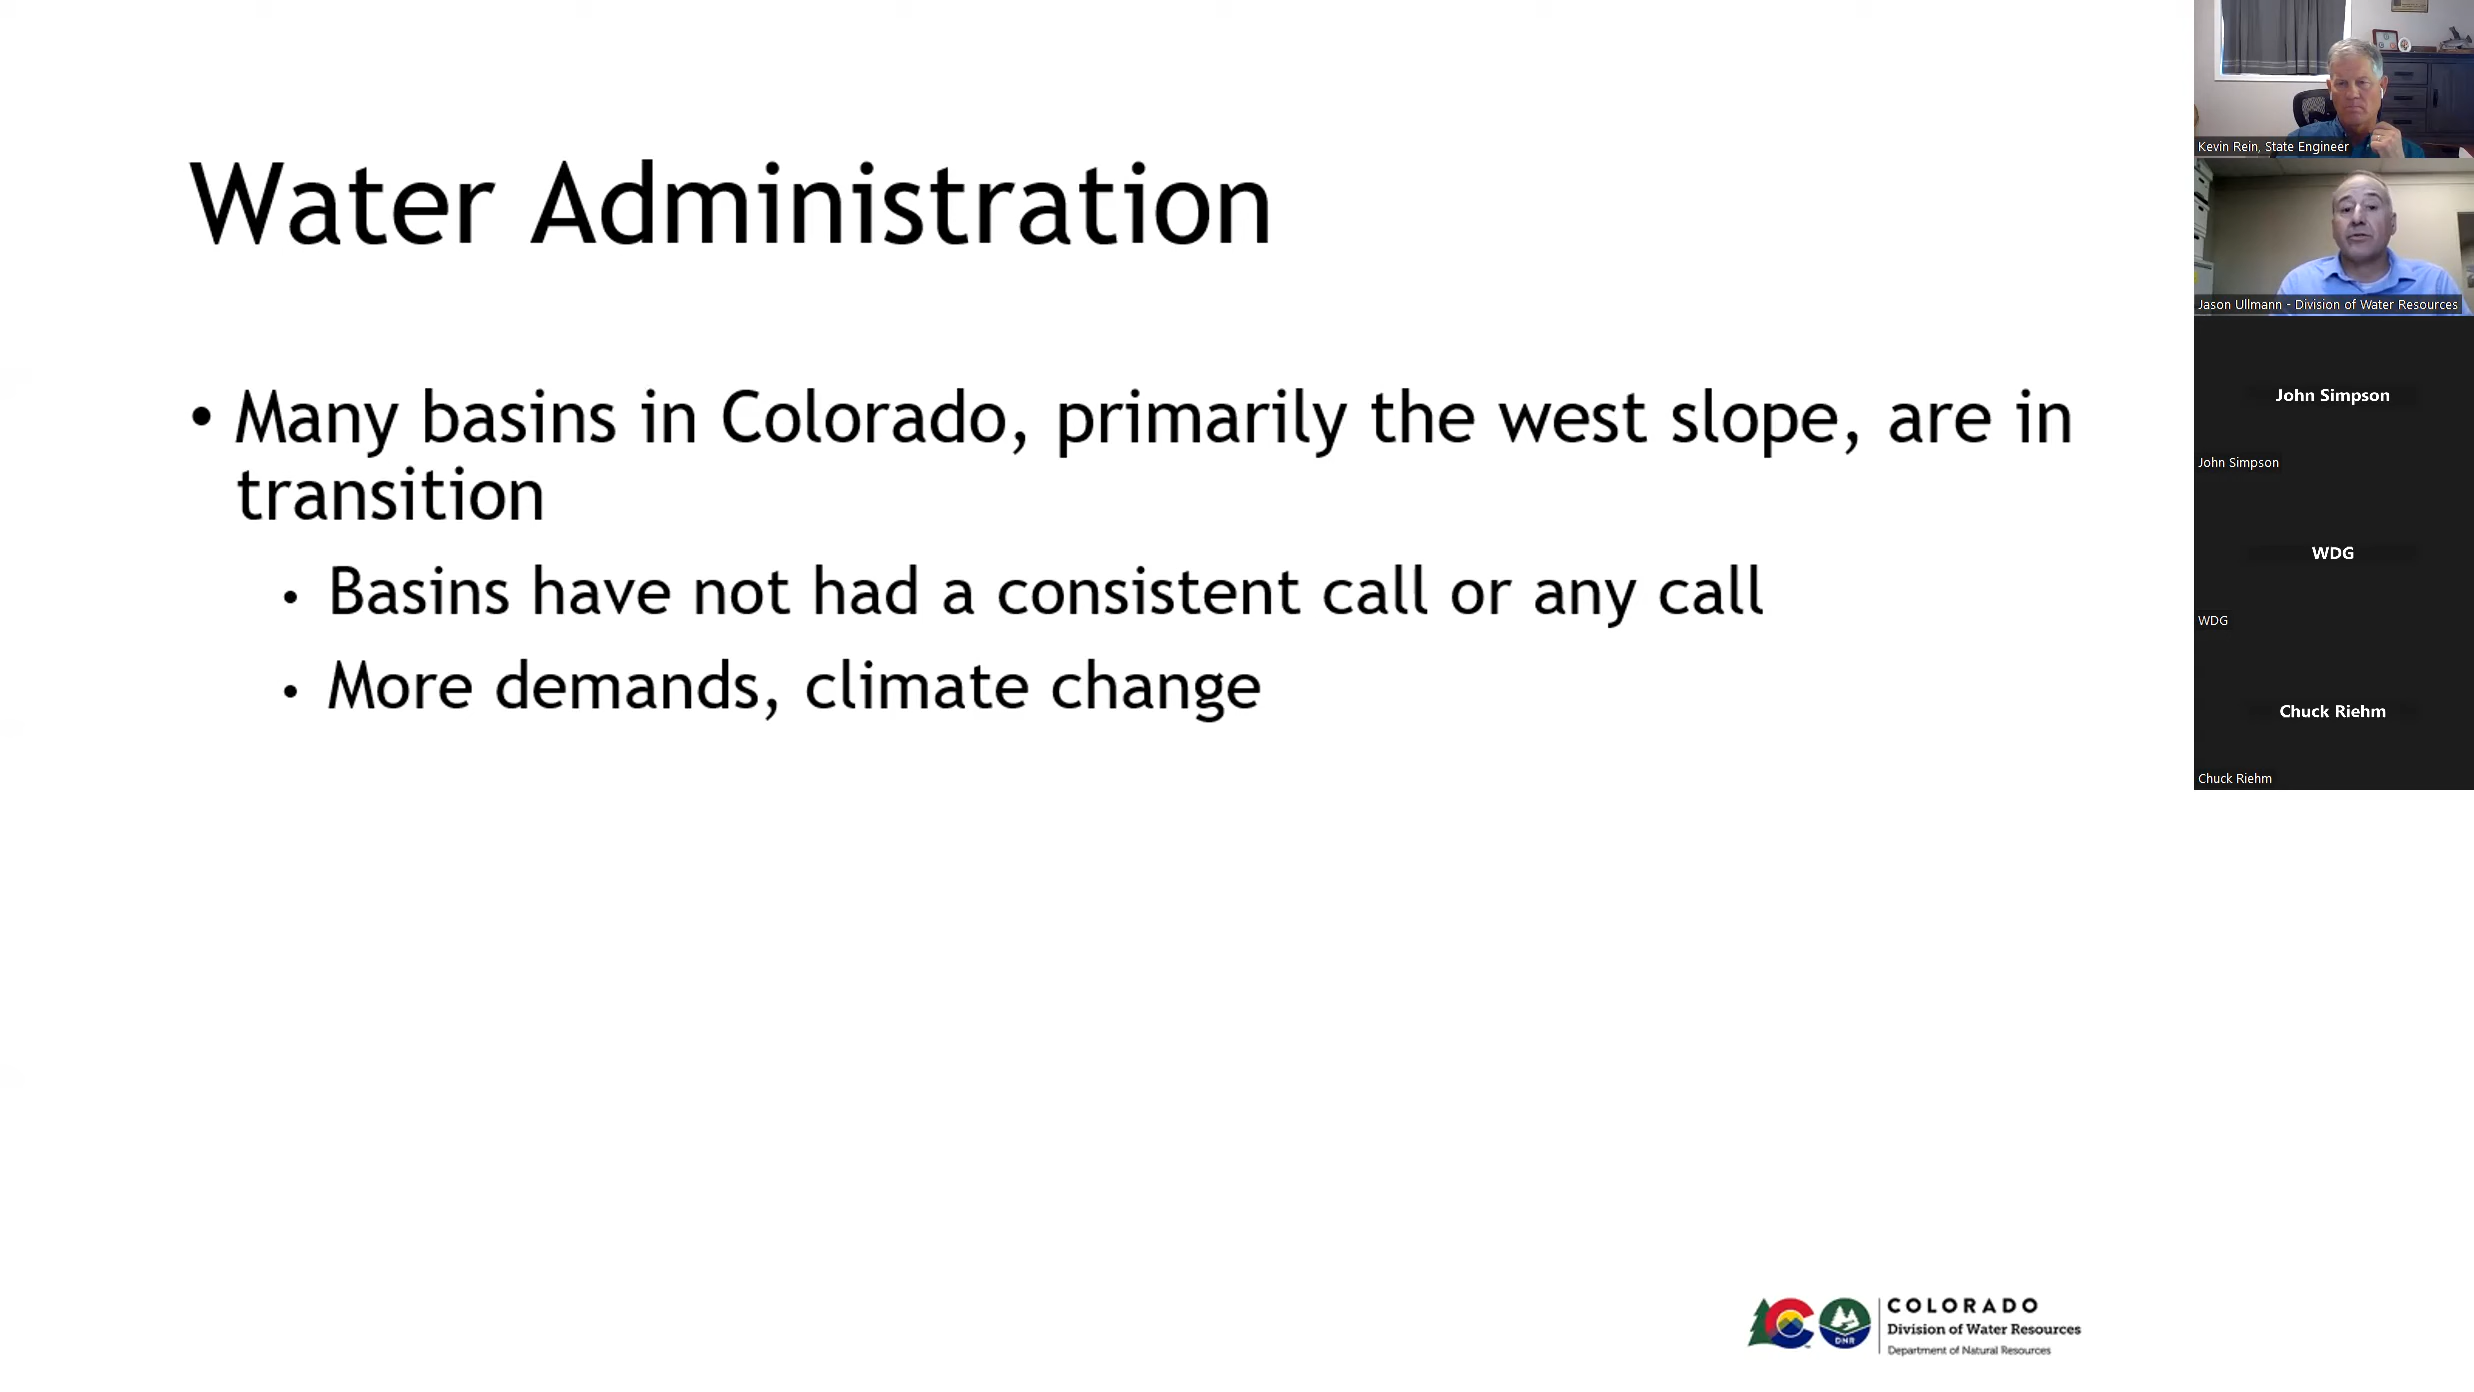 Water Administration
• Many basins in Colorado, primarily the west slope, are in
transition
• Basins have not had a consistent call or any call
• More demands, climate change
COLORADO
Division of Water Resources
Department of Natural Resources
DNR
Kevin Rein, State Engineer
Jason Ullmann - Division of Water Resources
John Simpson
John Simpson
WDG
WDG
Chuck Riehm
Chuck Riehm